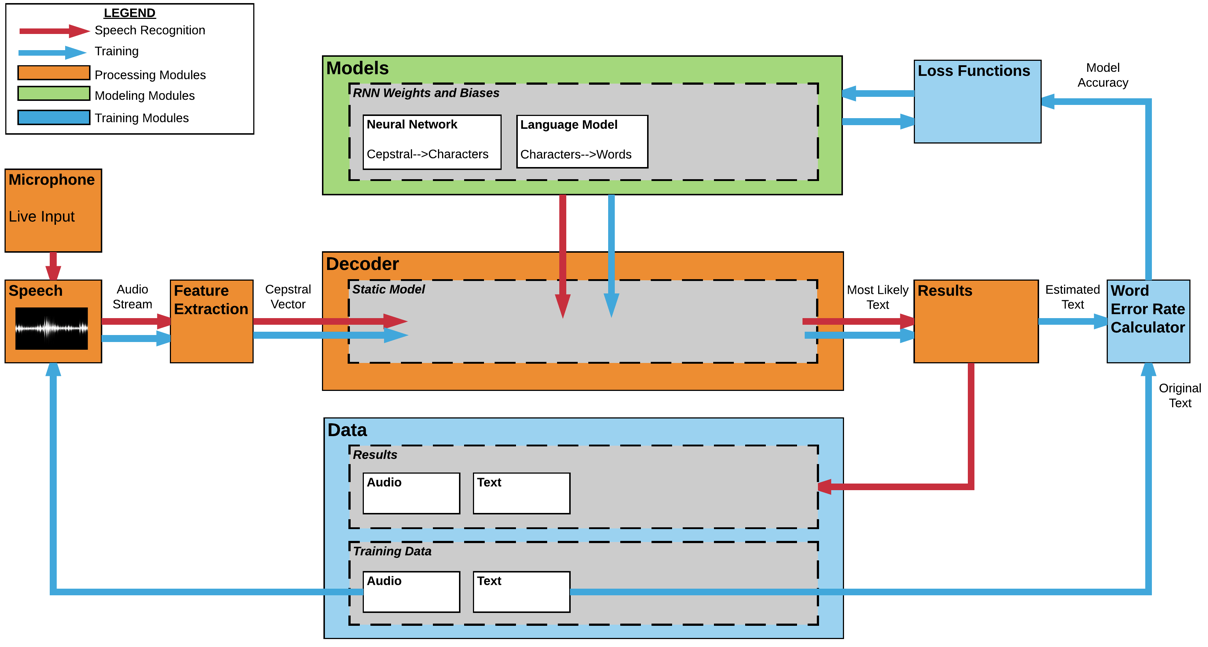 LEGEND
Speech Recognition
Training
Processing Modules
Modeling Modules
Training Modules
Models
RNN Weights and Biases
Neural Network
Cepstral-->Characters
Language Model
Characters-->Words
Loss Functions
Model
Accuracy
Microphone
Live Input
Speech
Audio
Stream
Feature
Extraction
Cepstral
Vector
Decoder
Static Model
Most Likely
Text
Results
Estimated
Text
Word
Error Rate
Calculator
Original
Text
Data
Results
Audio
Text
Training Data
Audio
Text